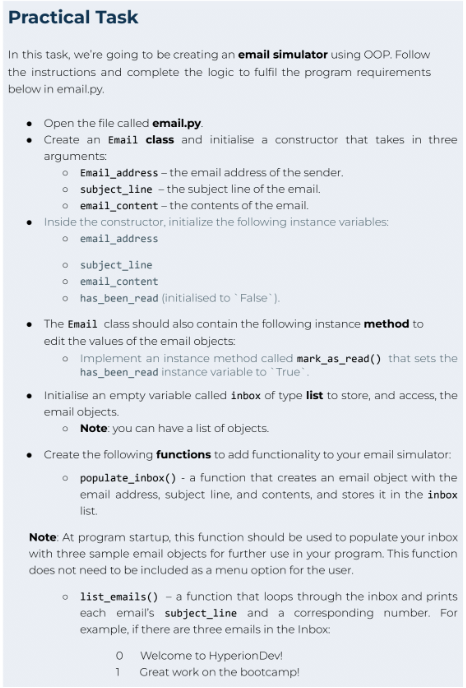 Practical Task
In this task, we're going to be creating an email simulator using OOP. Follow
the instructions and complete the logic to fulfil the program requirements
below in email.py.
● Open the file called email.py.
● Create an Email class and initialise a constructor that takes in three
arguments:
○ Email_address – the email address of the sender.
○ subject_line – the subject line of the email.
○ email_content – the contents of the email.
● Inside the constructor, initialize the following instance variables:
○ email_address
○ subject_line
○ email_content
○ has_been_read (initialised to `False`).
● The Email class should also contain the following instance method to
edit the values of the email objects:
○ Implement an instance method called mark_as_read() that sets the
has_been_read instance variable to `True`.
● Initialise an empty variable called inbox of type list to store, and access, the
email objects.
○ Note: you can have a list of objects.
● Create the following functions to add functionality to your email simulator:
○ populate_inbox() - a function that creates an email object with the
email address, subject line, and contents, and stores it in the inbox
list.
Note: At program startup, this function should be used to populate your inbox
with three sample email objects for further use in your program. This function
does not need to be included as a menu option for the user.
○ list_emails() – a function that loops through the inbox and prints
each email's subject_line and a corresponding number. For
example, if there are three emails in the Inbox:
0 Welcome to HyperionDev!
1 Great work on the bootcamp!